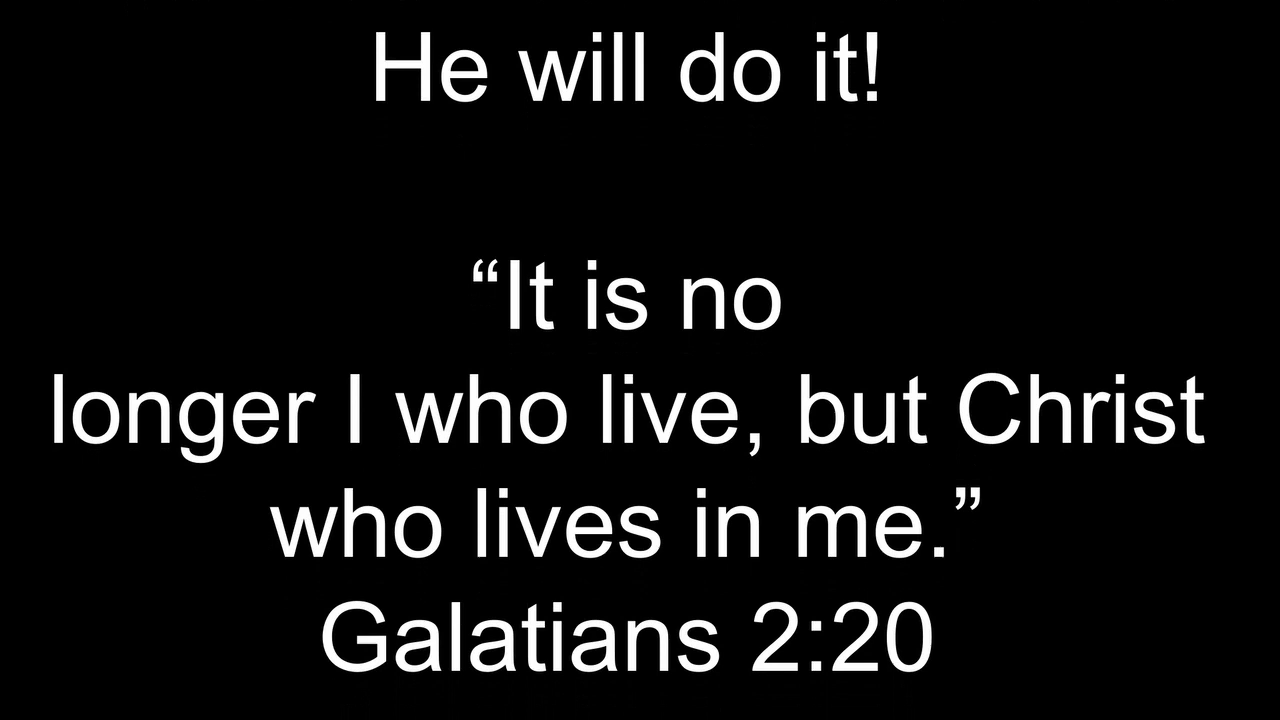 He will do it!
“It is no
longer I who live, but Christ
who lives in me.”
Galatians 2:20